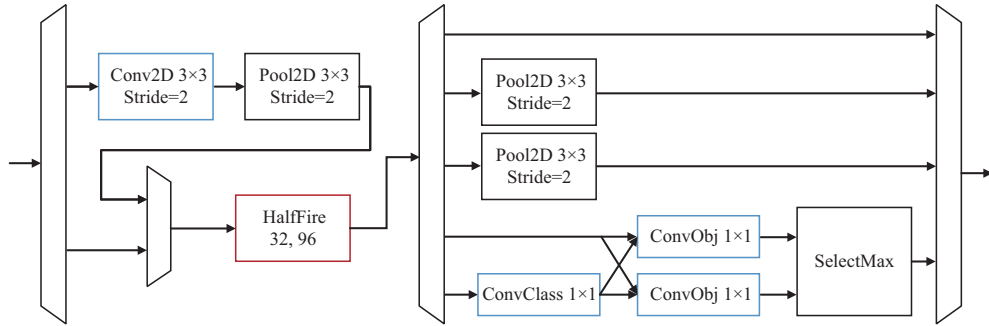 Conv2D 3×3
Stride=2
Pool2D 3×3
Stride=2
HalfFire
32, 96
Pool2D 3×3
Stride=2
Pool2D 3×3
Stride=2
ConvClass 1×1
ConvObj 1×1
ConvObj 1×1
SelectMax